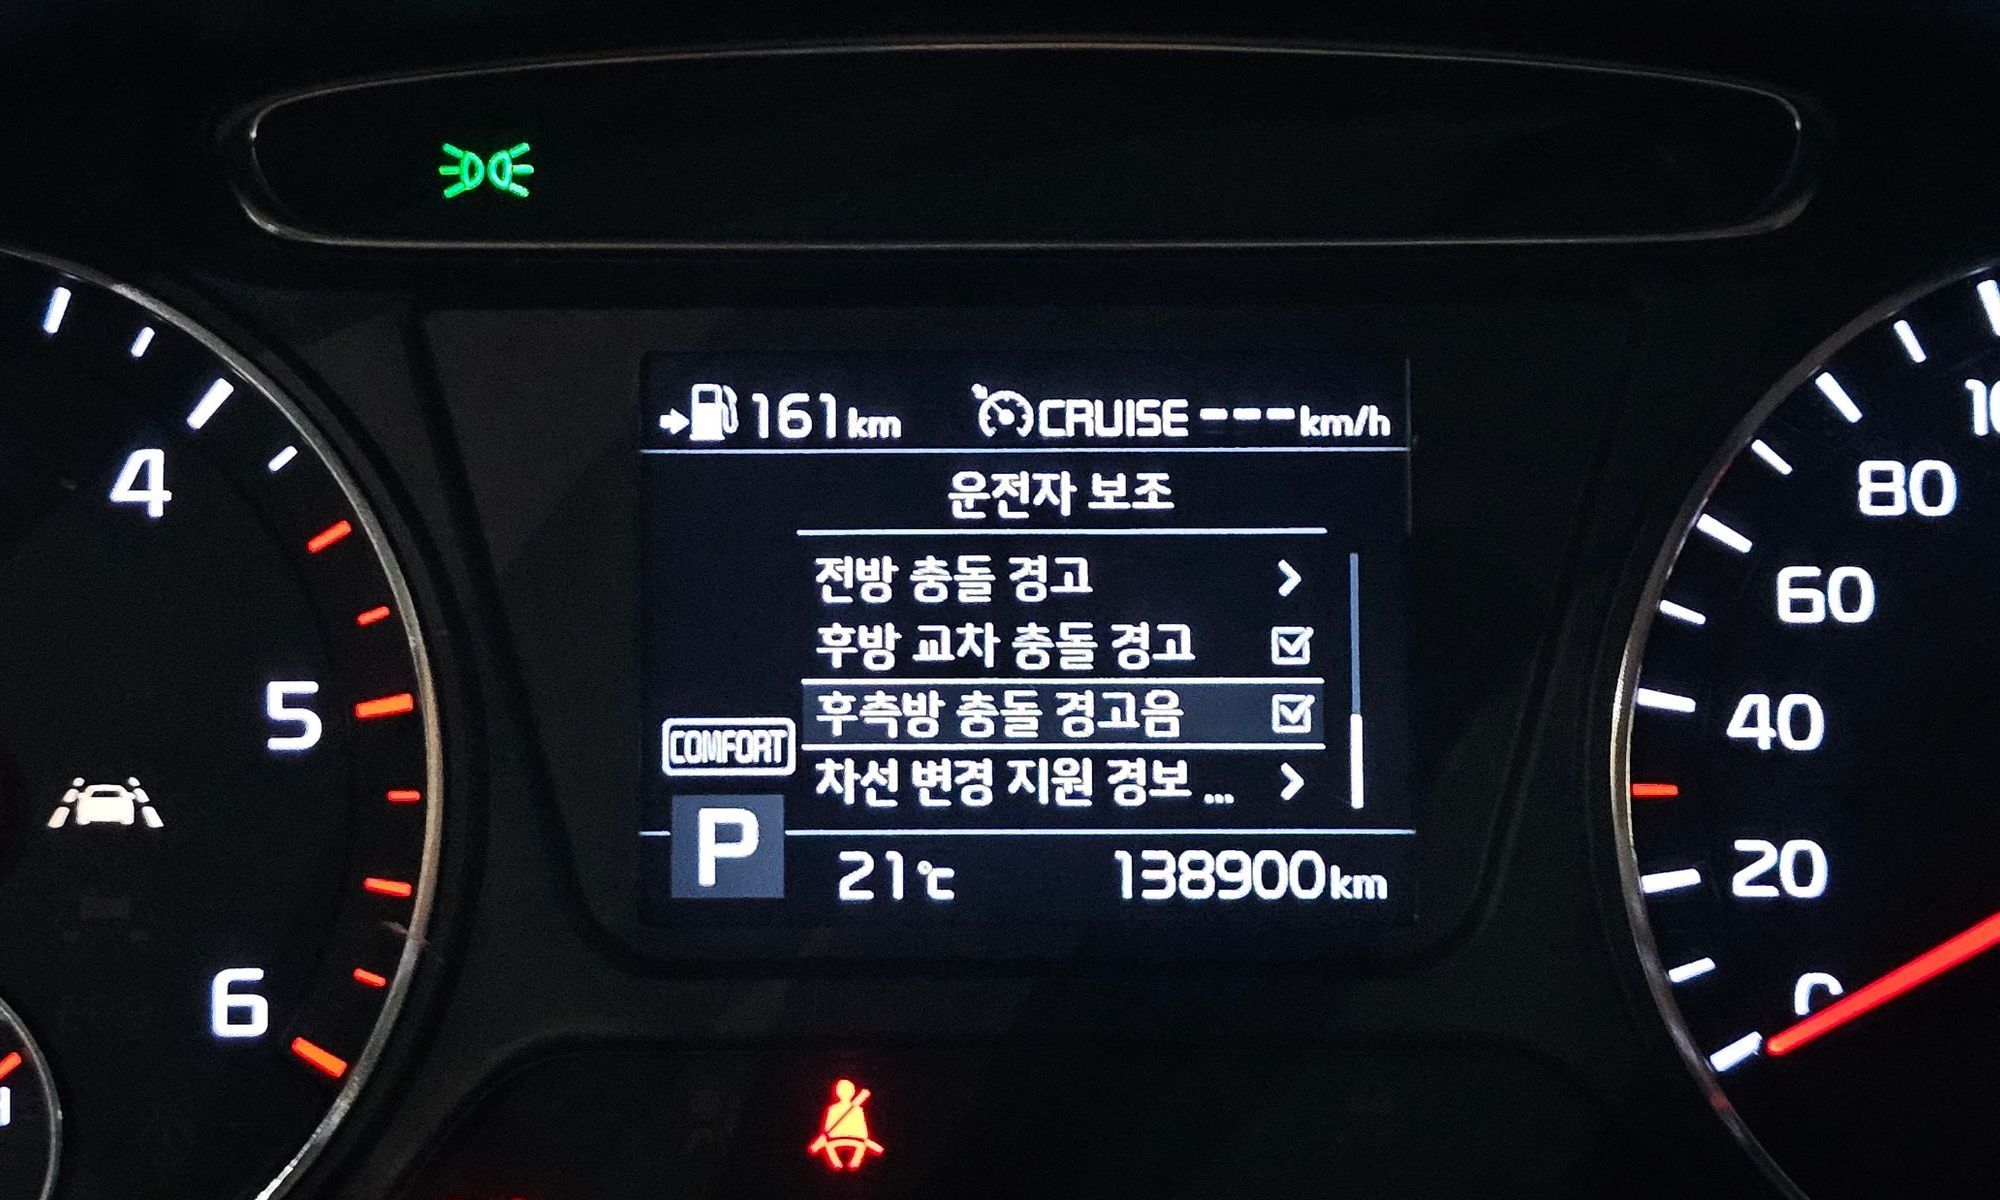 161km CRUISE ---km/h
운전자 보조
전방 충돌 경고 >
후방 교차 충돌 경고
후측방 충돌 경고음
차선 변경 지원 경보 ... >
COMFORT
P
21℃ 138900km
4
5
6
H
80
60
40
20
0